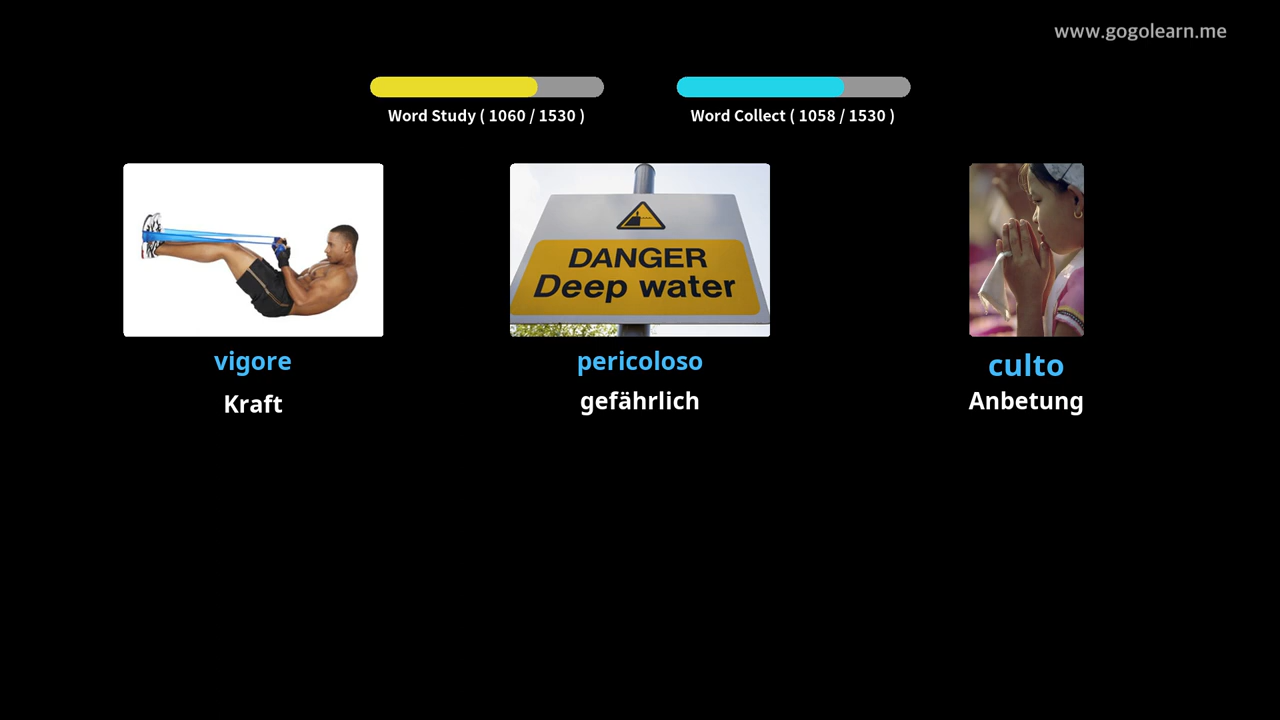 www.gogolearn.me
Word Study ( 1060 / 1530 )
Word Collect ( 1058 / 1530 )
DANGER
Deep water
vigore
pericoloso
culto
Kraft
gefährlich
Anbetung